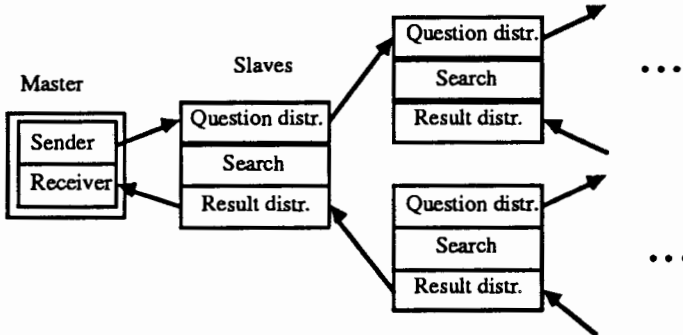 Master
Sender
Receiver
Slaves
Question distr.
Search
Result distr.
Question distr.
Search
Result distr.
...
Question distr.
Search
Result distr.
...